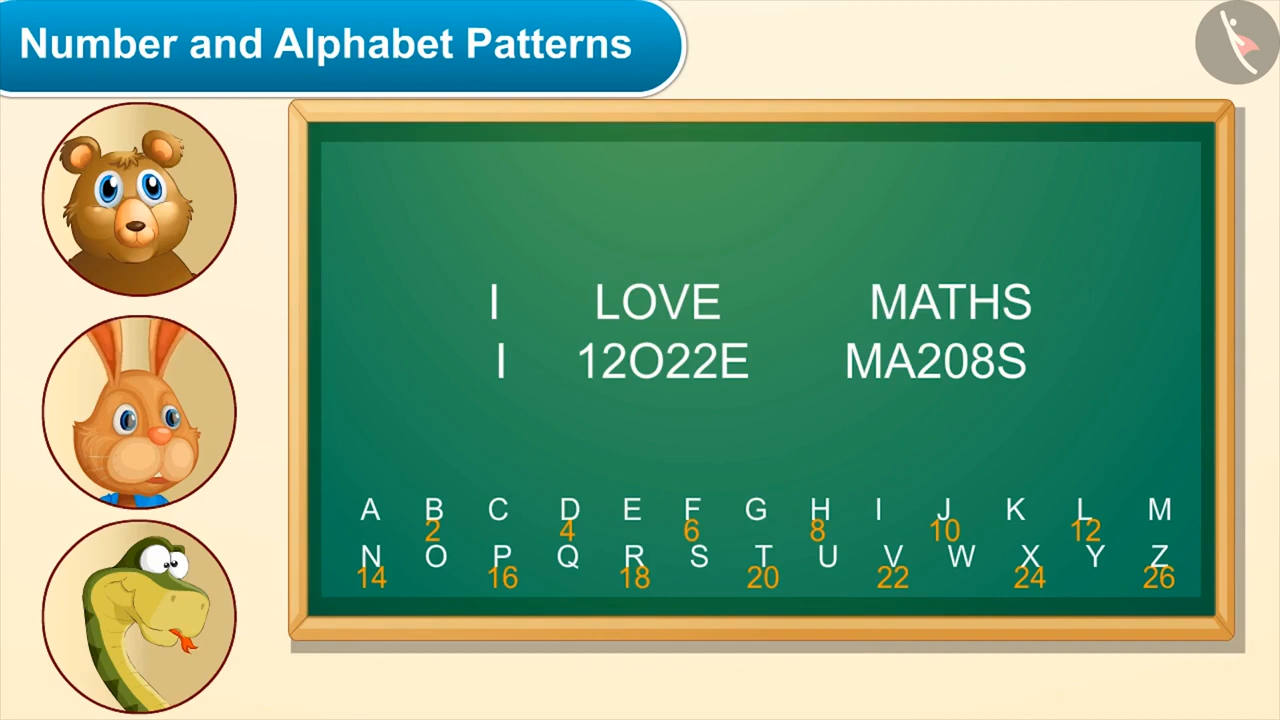 Number and Alphabet Patterns
I LOVE MATHS
I 12O22E MA208S
A B C D E F G H I J K L M
2 4 6 8 10 12
N O P Q R S T U V W X Y Z
14 16 18 20 22 24 26